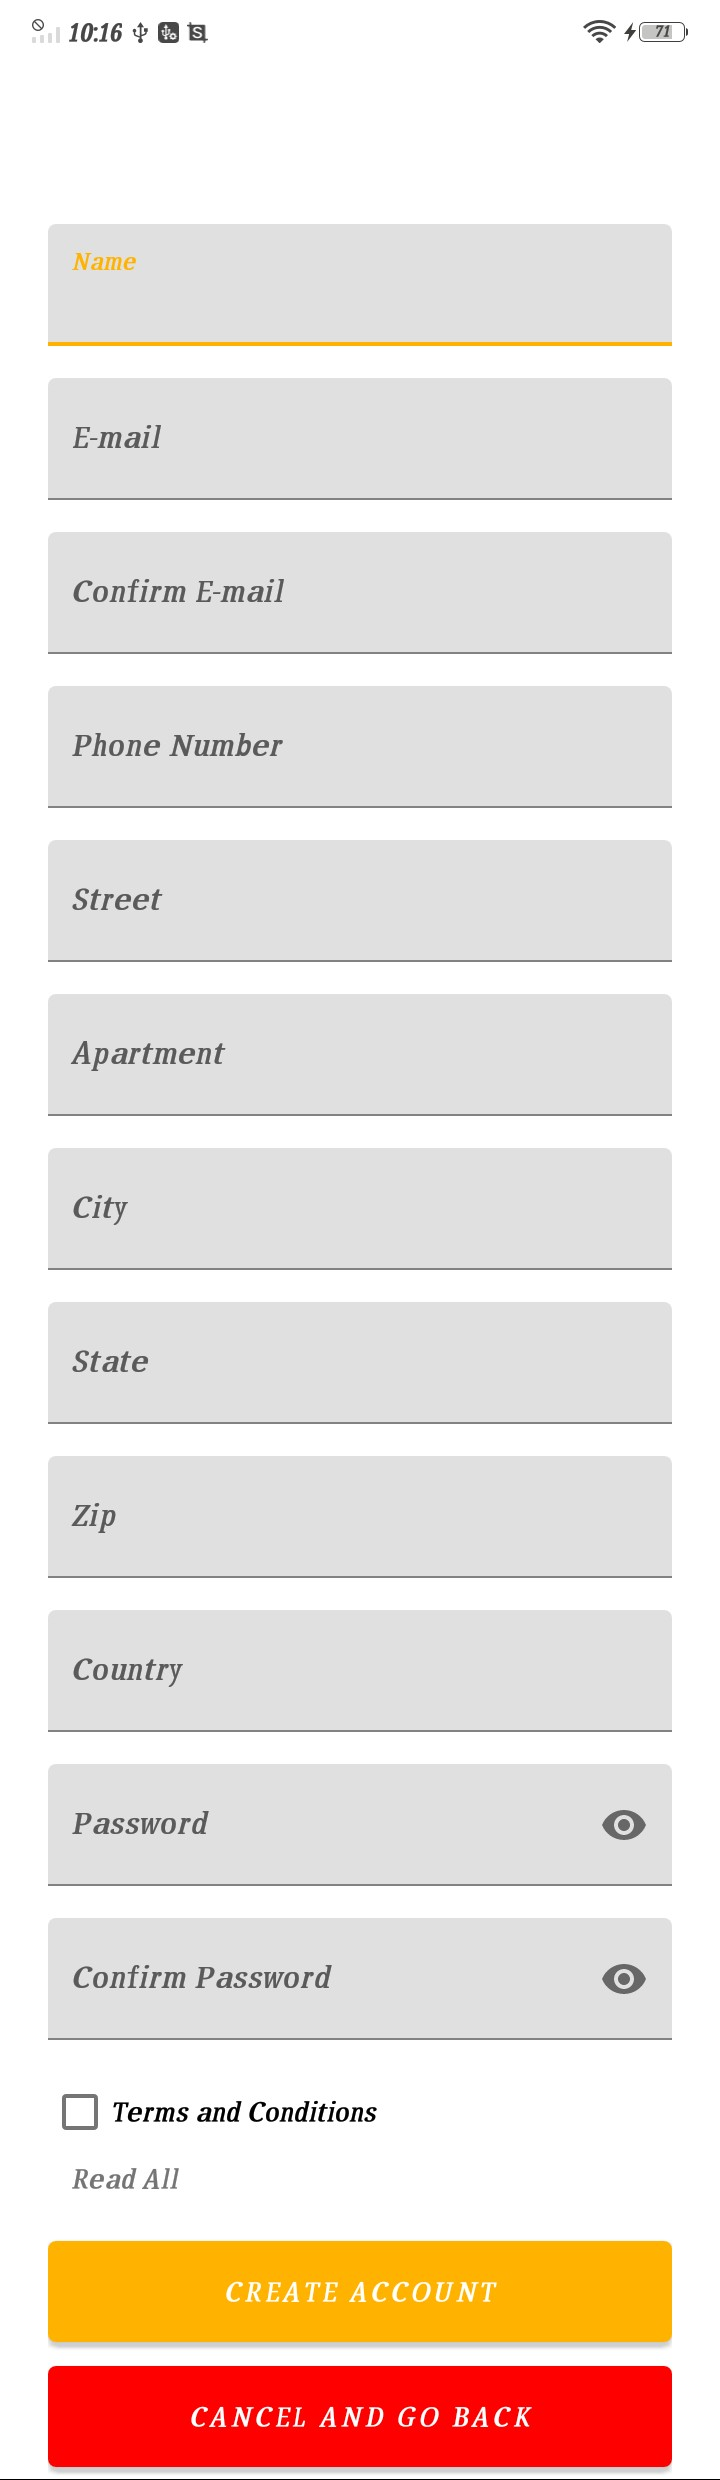 10:16 71
Name
E-mail
Confirm E-mail
Phone Number
Street
Apartment
City
State
Zip
Country
Password
Confirm Password
Terms and Conditions
Read All
CREATE ACCOUNT
CANCEL AND GO BACK